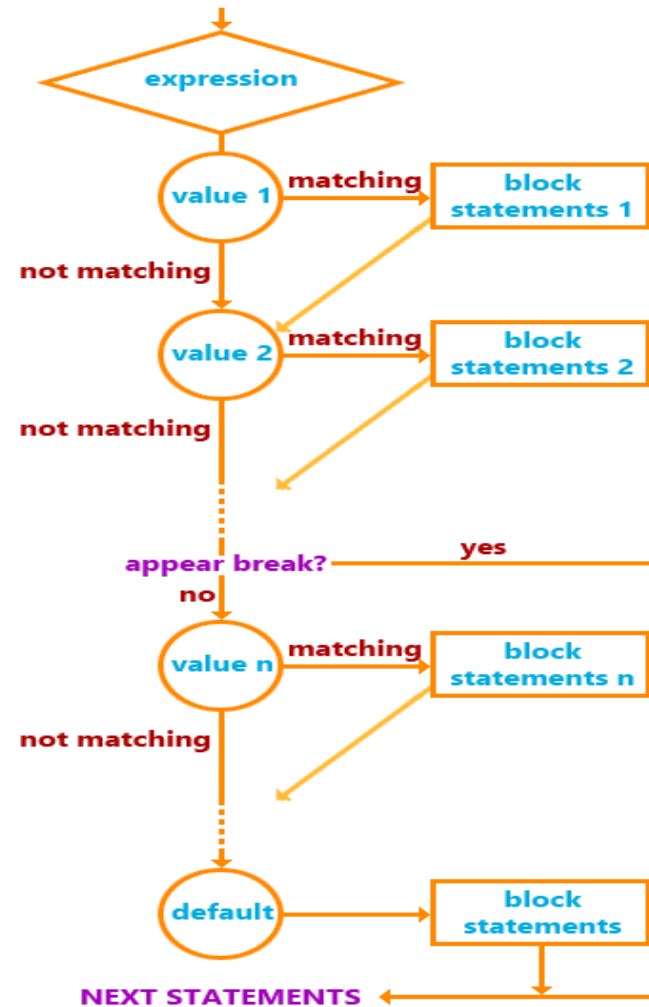 expression
value 1
matching
block
statements 1
not matching
value 2
matching
block
statements 2
not matching
appear break?
yes
no
value n
matching
block
statements n
not matching
default
block
statements
NEXT STATEMENTS